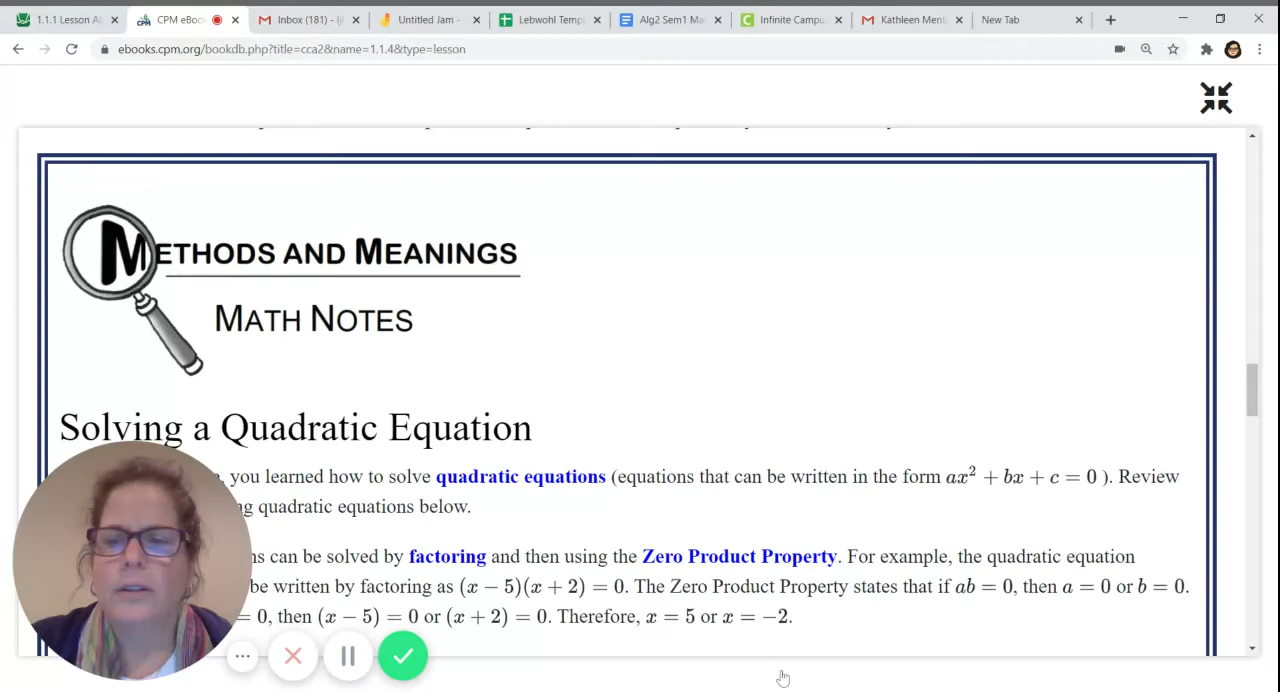 1.1.1 Lesson Al
CPM eBoo
Inbox (181) - lj
Untitled Jam -
Lebwohl Temp
Alg2 Sem1 Ma
Infinite Campu
Kathleen Ment
New Tab
ebooks.cpm.org/bookdb.php?title=cca2&name=1.1.4&type=lesson
METHODS AND MEANINGS
MATH NOTES
Solving a Quadratic Equation
, you learned how to solve quadratic equations (equations that can be written in the form ax² + bx + c = 0 ). Review
ng quadratic equations below.
ns can be solved by factoring and then using the Zero Product Property. For example, the quadratic equation
be written by factoring as (x − 5)(x + 2) = 0. The Zero Product Property states that if ab = 0, then a = 0 or b = 0.
= 0, then (x − 5) = 0 or (x + 2) = 0. Therefore, x = 5 or x = −2.